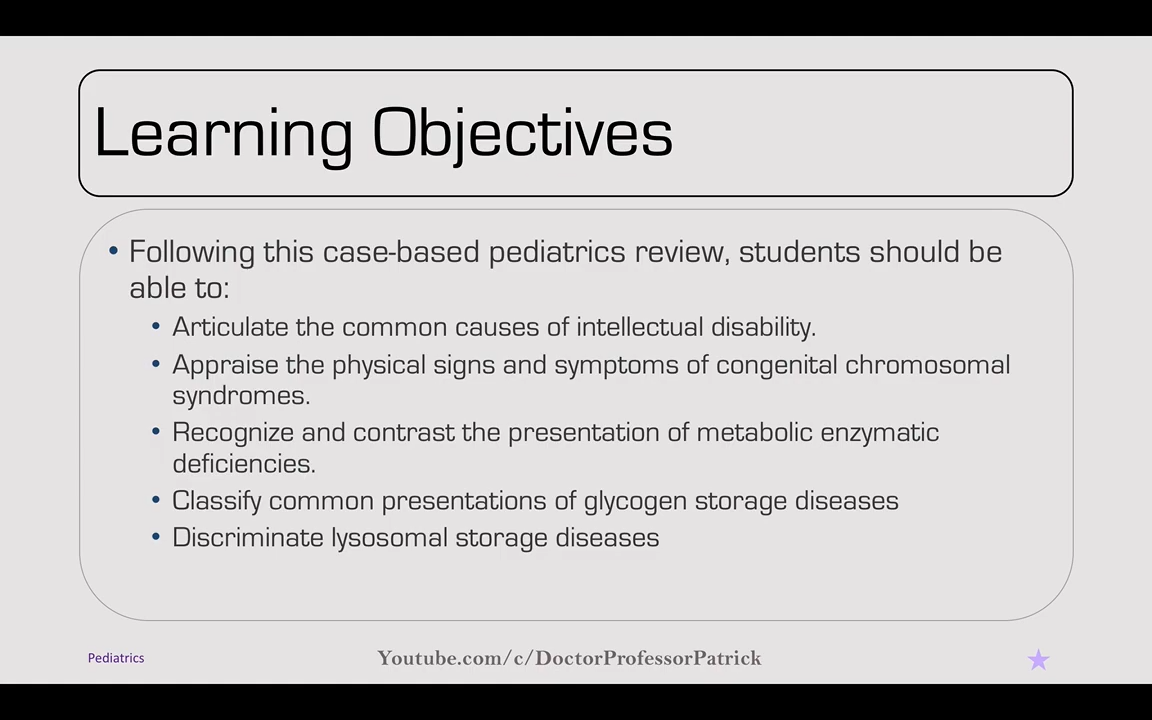 Learning Objectives
• Following this case-based pediatrics review, students should be
able to:
• Articulate the common causes of intellectual disability.
• Appraise the physical signs and symptoms of congenital chromosomal
syndromes.
• Recognize and contrast the presentation of metabolic enzymatic
deficiencies.
• Classify common presentations of glycogen storage diseases
• Discriminate lysosomal storage diseases
Pediatrics
Youtube.com/c/DoctorProfessorPatrick